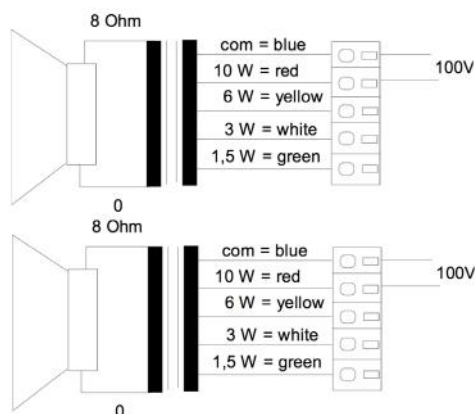 8 Ohm
com = blue
10 W = red
100V
6 W = yellow
3 W = white
1,5 W = green
0
8 Ohm
com = blue
10 W = red
100V
6 W = yellow
3 W = white
1,5 W = green
0